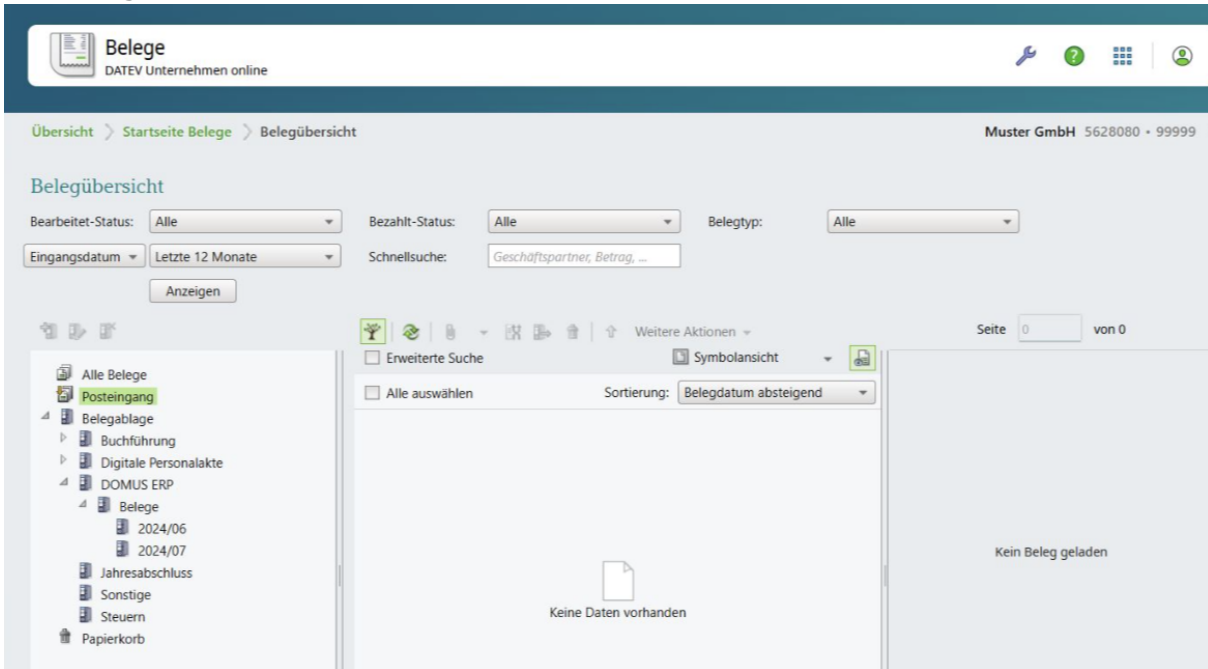 Belege
DATEV Unternehmen online
Übersicht Startseite Belege Belegübersicht Muster GmbH 5628080 • 99999
Belegübersicht
Bearbeitet-Status: Alle Bezahlt-Status: Alle Belegtyp: Alle
Eingangsdatum Letzte 12 Monate Schnellsuche: Geschäftspartner, Betrag, ...
Anzeigen
Weitere Aktionen Seite 0 von 0
Erweiterte Suche Symbolansicht
Alle auswählen Sortierung: Belegdatum absteigend
Alle Belege
Posteingang
Belegablage
Buchführung
Digitale Personalakte
DOMUS ERP
Belege
2024/06
2024/07
Jahresabschluss
Sonstige
Steuern
Papierkorb
Keine Daten vorhanden
Kein Beleg geladen